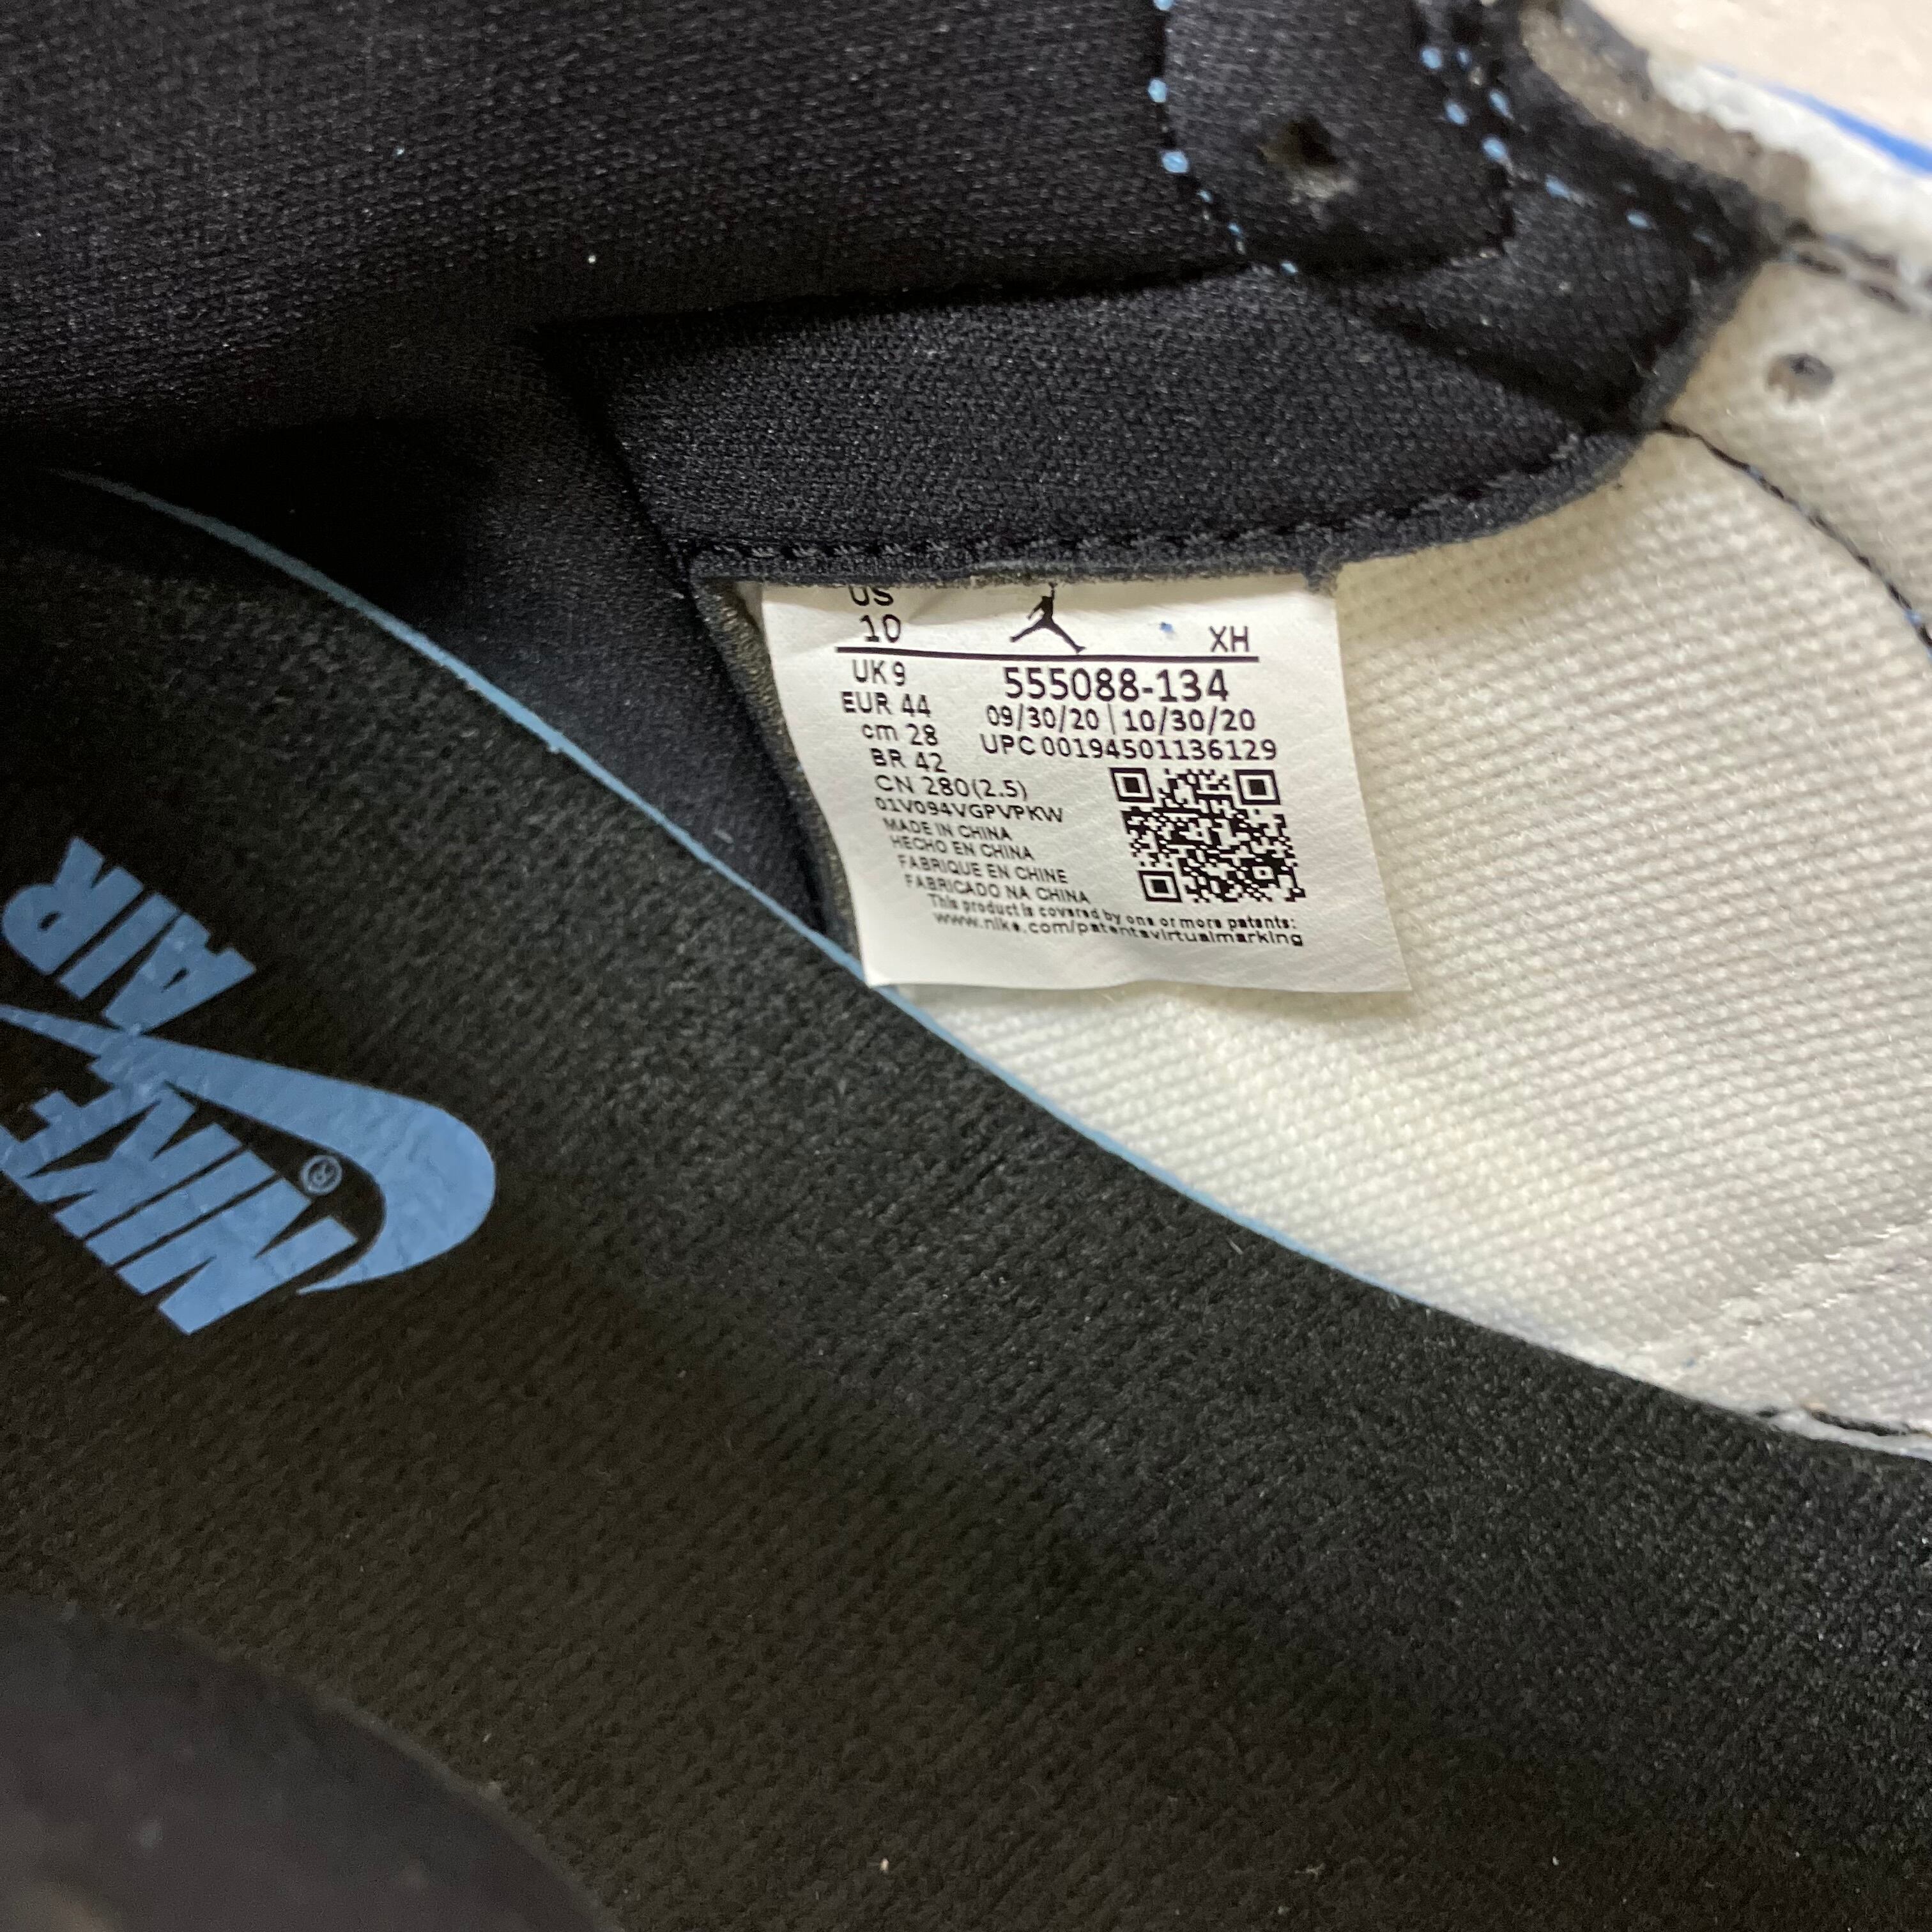 US
10
XH
UK 9
EUR 44
cm 28
BR 42
CN 280(2.5)
555088-134
09/30/20 | 10/30/20
UPC 00194501136129
01V094VGPVPKW
MADE IN CHINA
HECHO EN CHINA
FABRIQUE EN CHINE
FABRICADO NA CHINA
This product is covered by one or more patents:
www.nike.com/patentsvirtualmarking
NIKE
®
AIR